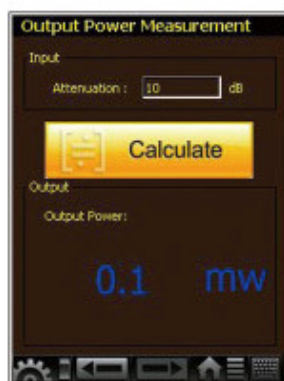 Output Power Measurement
Input
Attenuation : 10 dB
Calculate
Output
Output Power:
0.1 mw